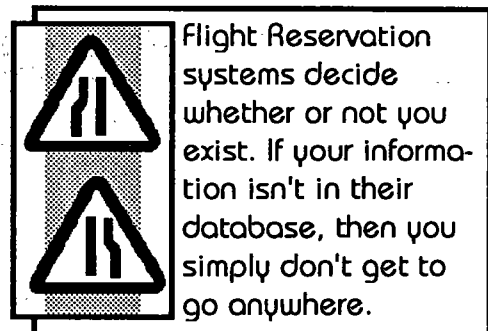 Flight Reservation
systems decide
whether or not you
exist. If your informa-
tion isn't in their
database, then you
simply don't get to
go anywhere.